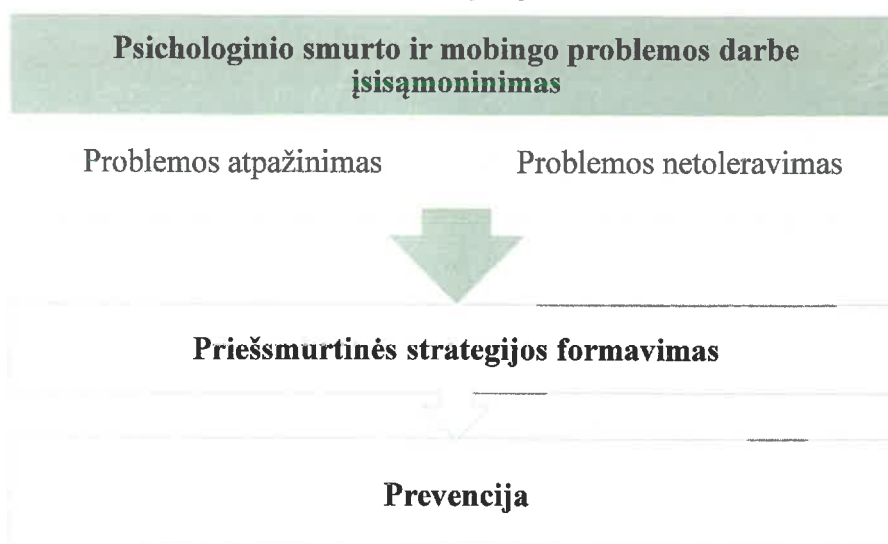 Psichologinio smurto ir mobingo problemos darbe
įsisąmoninimas
Problemos atpažinimas Problemos netoleravimas
Priešsmurtinės strategijos formavimas
Prevencija